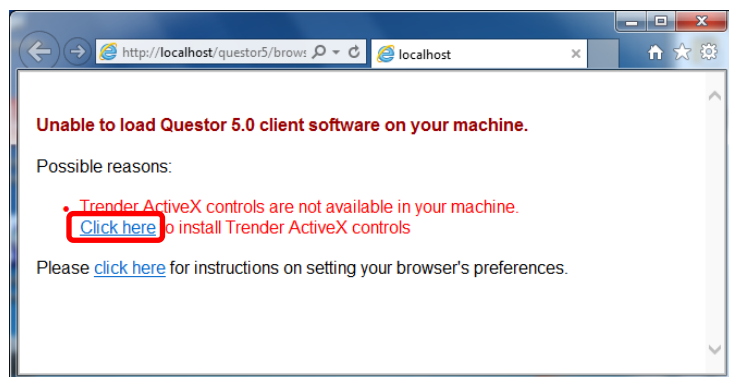 http://localhost/questor5/brows
localhost
Unable to load Questor 5.0 client software on your machine.
Possible reasons:
Trender ActiveX controls are not available in your machine.
Click here o install Trender ActiveX controls
Please click here for instructions on setting your browser's preferences.